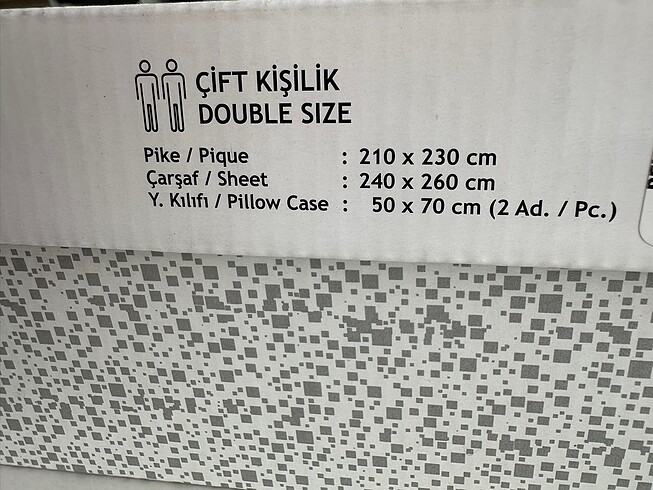 ÇİFT KİŞİLİK
DOUBLE SIZE
Pike / Pique : 210 x 230 cm
Çarşaf / Sheet : 240 x 260 cm
Y. Kılıfı / Pillow Case : 50 x 70 cm (2 Ad. / Pc.)